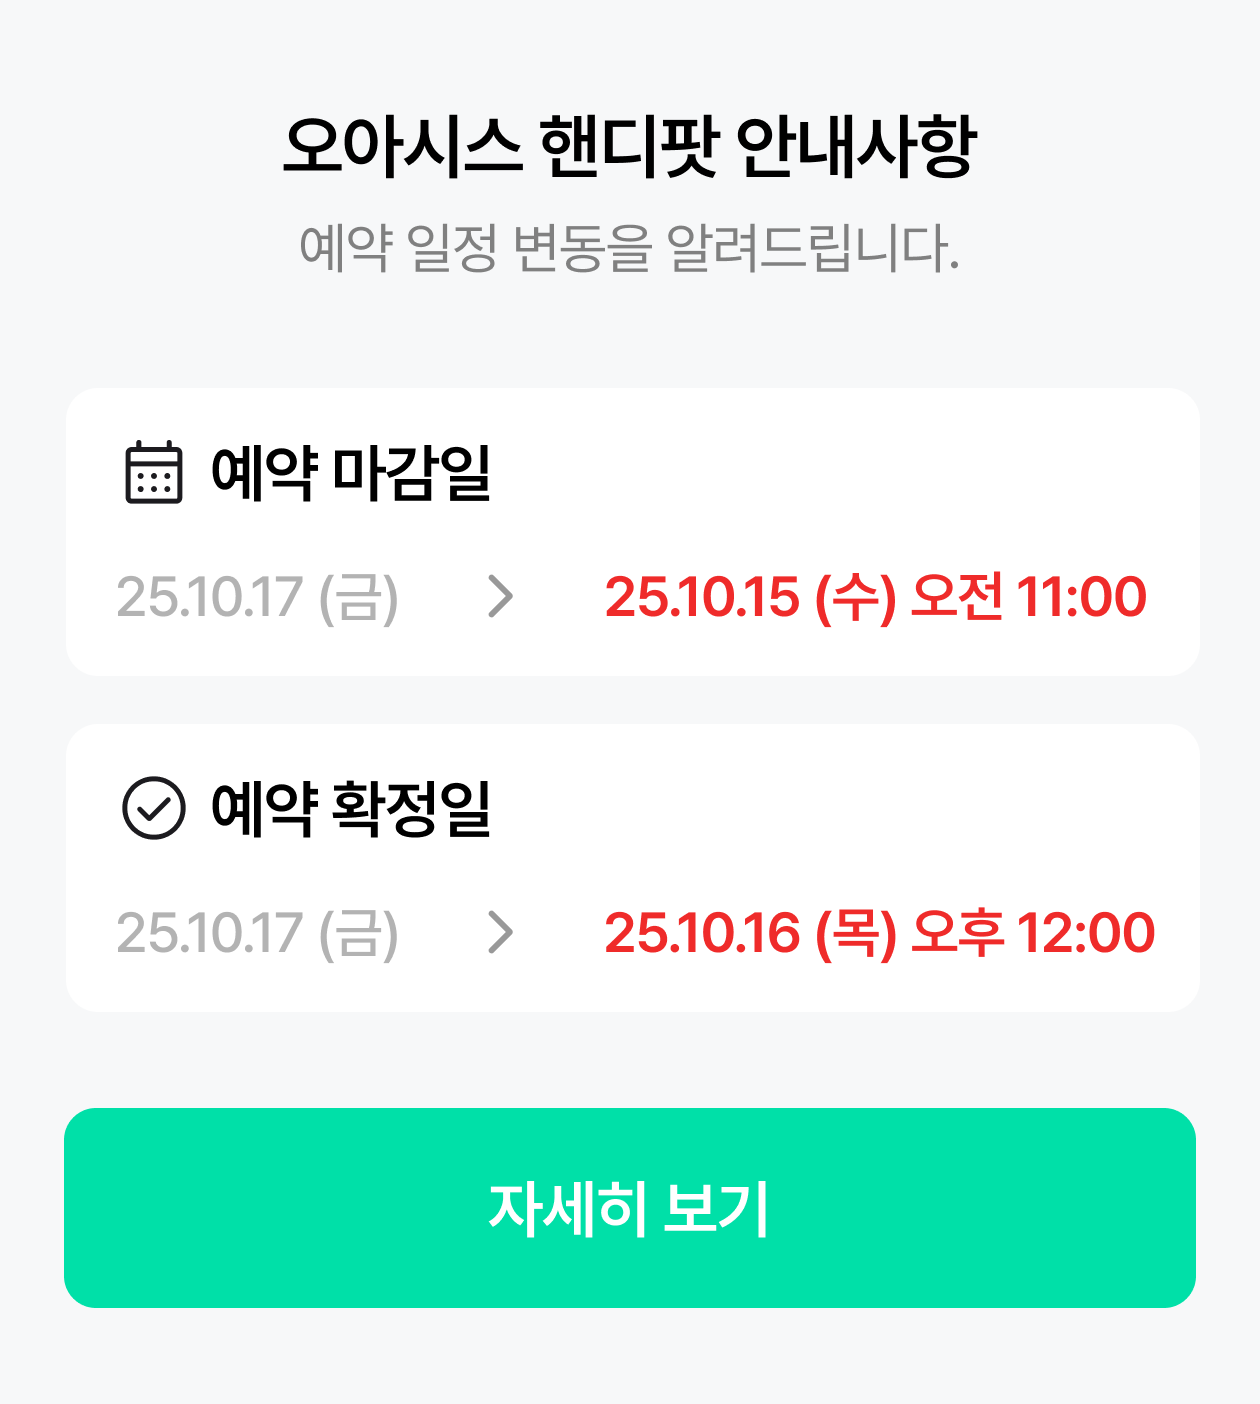 오아시스 핸디팟 안내사항
예약 일정 변동을 알려드립니다.
예약 마감일
25.10.17 (금) > 25.10.15 (수) 오전 11:00
예약 확정일
25.10.17 (금) > 25.10.16 (목) 오후 12:00
자세히 보기